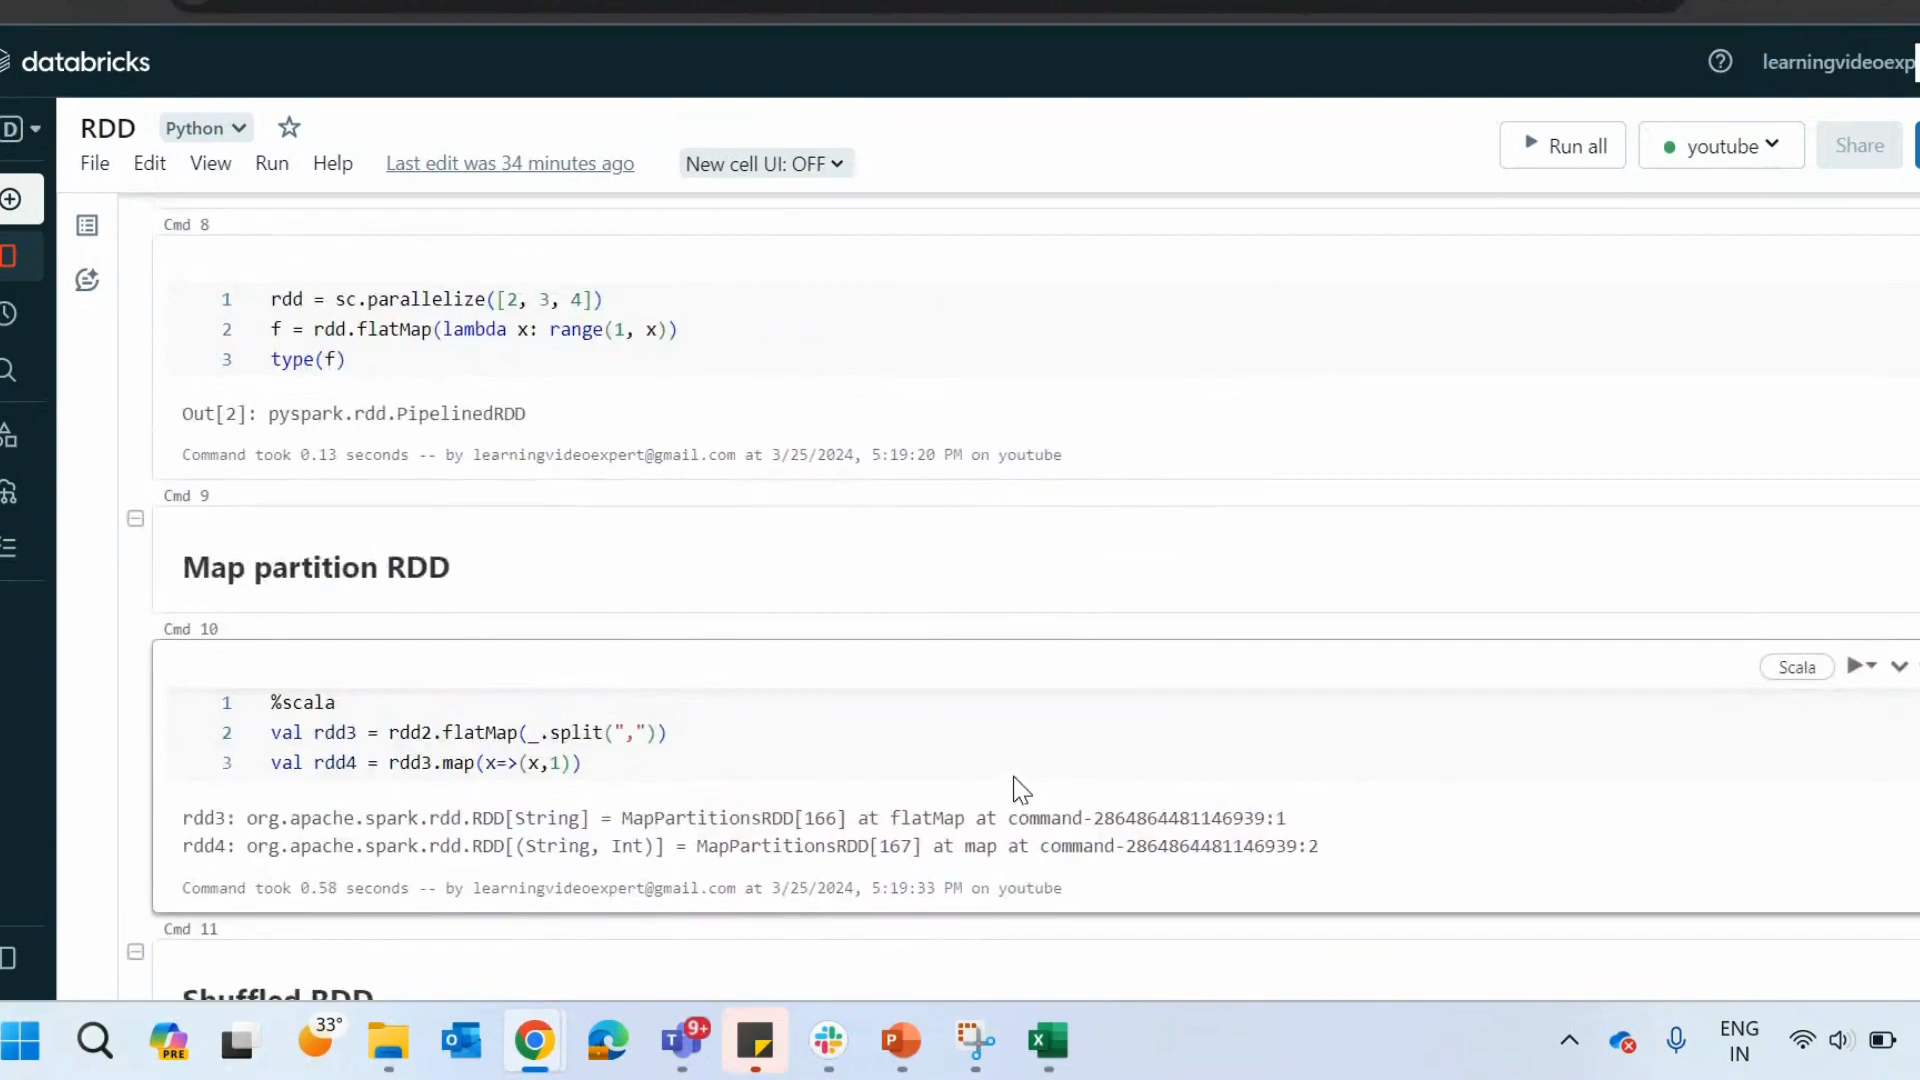 databricks
learningvideoexp
D
RDD
Python
File Edit View Run Help Last edit was 34 minutes ago New cell UI: OFF
Run all
youtube
Share
Cmd 8
1 rdd = sc.parallelize([2, 3, 4])
2 f = rdd.flatMap(lambda x: range(1, x))
3 type(f)
Out[2]: pyspark.rdd.PipelinedRDD
Command took 0.13 seconds -- by learningvideoexpert@gmail.com at 3/25/2024, 5:19:20 PM on youtube
Cmd 9
Map partition RDD
Cmd 10
Scala
1 %scala
2 val rdd3 = rdd2.flatMap(_.split(","))
3 val rdd4 = rdd3.map(x=>(x,1))
rdd3: org.apache.spark.rdd.RDD[String] = MapPartitionsRDD[166] at flatMap at command-2864864481146939:1
rdd4: org.apache.spark.rdd.RDD[(String, Int)] = MapPartitionsRDD[167] at map at command-2864864481146939:2
Command took 0.58 seconds -- by learningvideoexpert@gmail.com at 3/25/2024, 5:19:33 PM on youtube
Cmd 11
Shuffled RDD
PRE
33°
O
T
9+
P
X
ENG
IN